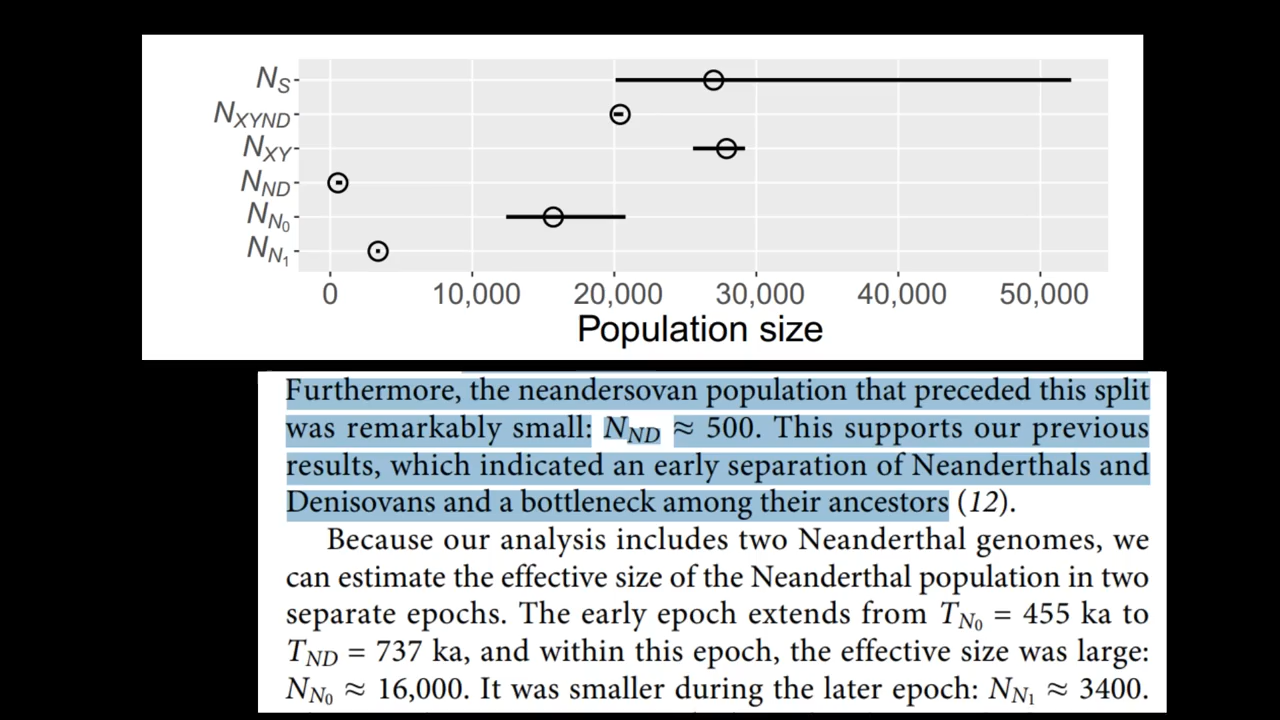 N_S
N_XYND
N_XY
N_ND
N_N₀
N_N₁
0 10,000 20,000 30,000 40,000 50,000
Population size
Furthermore, the neandersovan population that preceded this split
was remarkably small: N_ND ≈ 500. This supports our previous
results, which indicated an early separation of Neanderthals and
Denisovans and a bottleneck among their ancestors (12).
Because our analysis includes two Neanderthal genomes, we
can estimate the effective size of the Neanderthal population in two
separate epochs. The early epoch extends from T_N₀ = 455 ka to
T_ND = 737 ka, and within this epoch, the effective size was large:
N_N₀ ≈ 16,000. It was smaller during the later epoch: N_N₁ ≈ 3400.